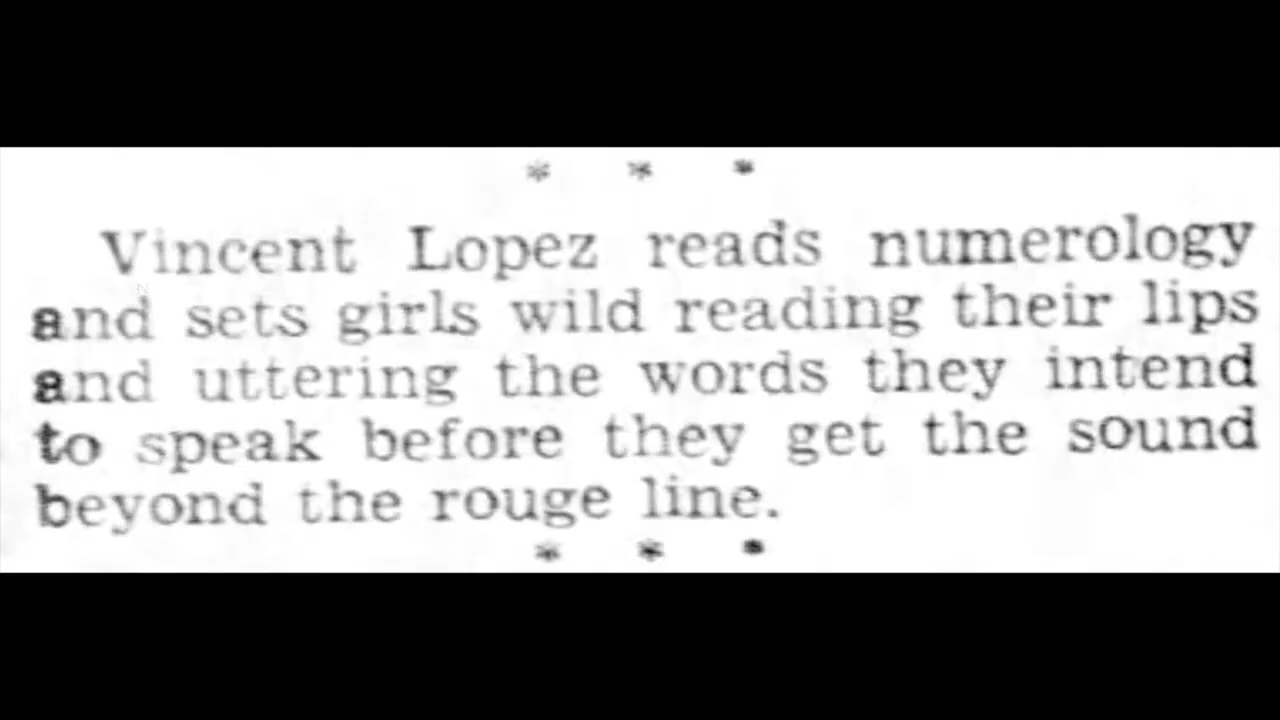 * * *
Vincent Lopez reads numerology
and sets girls wild reading their lips
and uttering the words they intend
to speak before they get the sound
beyond the rouge line.
* * *